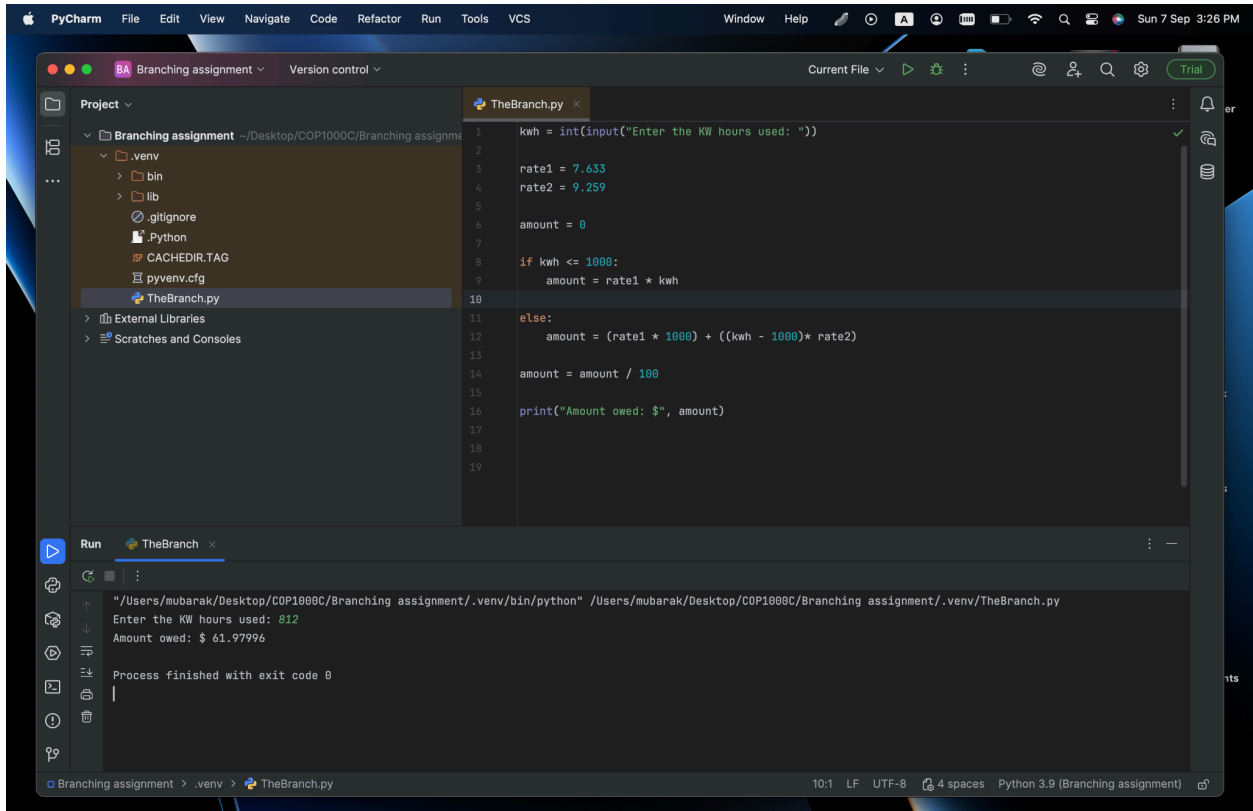 PyCharm File Edit View Navigate Code Refactor Run Tools VCS Window Help A Sun 7 Sep 3:26 PM
BA Branching assignment Version control Current File Trial
Project
Branching assignment ~/Desktop/COP1000C/Branching assignme
.venv
bin
lib
.gitignore
.Python
JSP CACHEDIR.TAG
pyvenv.cfg
TheBranch.py
External Libraries
Scratches and Consoles
TheBranch.py
1 kwh = int(input("Enter the KW hours used: "))
2
3 rate1 = 7.633
4 rate2 = 9.259
5
6 amount = 0
7
8 if kwh <= 1000:
9 amount = rate1 * kwh
10
11 else:
12 amount = (rate1 * 1000) + ((kwh - 1000)* rate2)
13
14 amount = amount / 100
15
16 print("Amount owed: $", amount)
17
18
19
er
nts
Run TheBranch
"/Users/mubarak/Desktop/COP1000C/Branching assignment/.venv/bin/python" /Users/mubarak/Desktop/COP1000C/Branching assignment/.venv/TheBranch.py
Enter the KW hours used: 812
Amount owed: $ 61.97996
Process finished with exit code 0
Branching assignment > .venv > TheBranch.py 10:1 LF UTF-8 4 spaces Python 3.9 (Branching assignment)